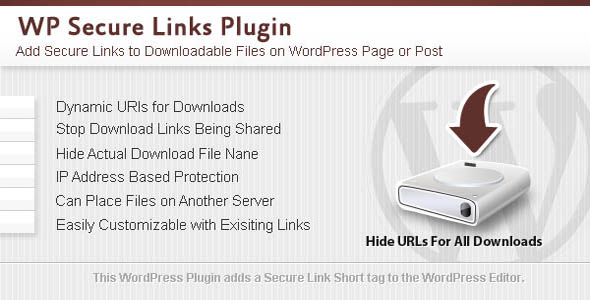 WP Secure Links Plugin
Add Secure Links to Downloadable Files on WordPress Page or Post
Dynamic URIs for Downloads
Stop Download Links Being Shared
Hide Actual Download File Nane
IP Address Based Protection
Can Place Files on Another Server
Easily Customizable with Exisiting Links
Hide URLs For All Downloads
This WordPress Plugin adds a Secure Link Short tag to the WordPress Editor.